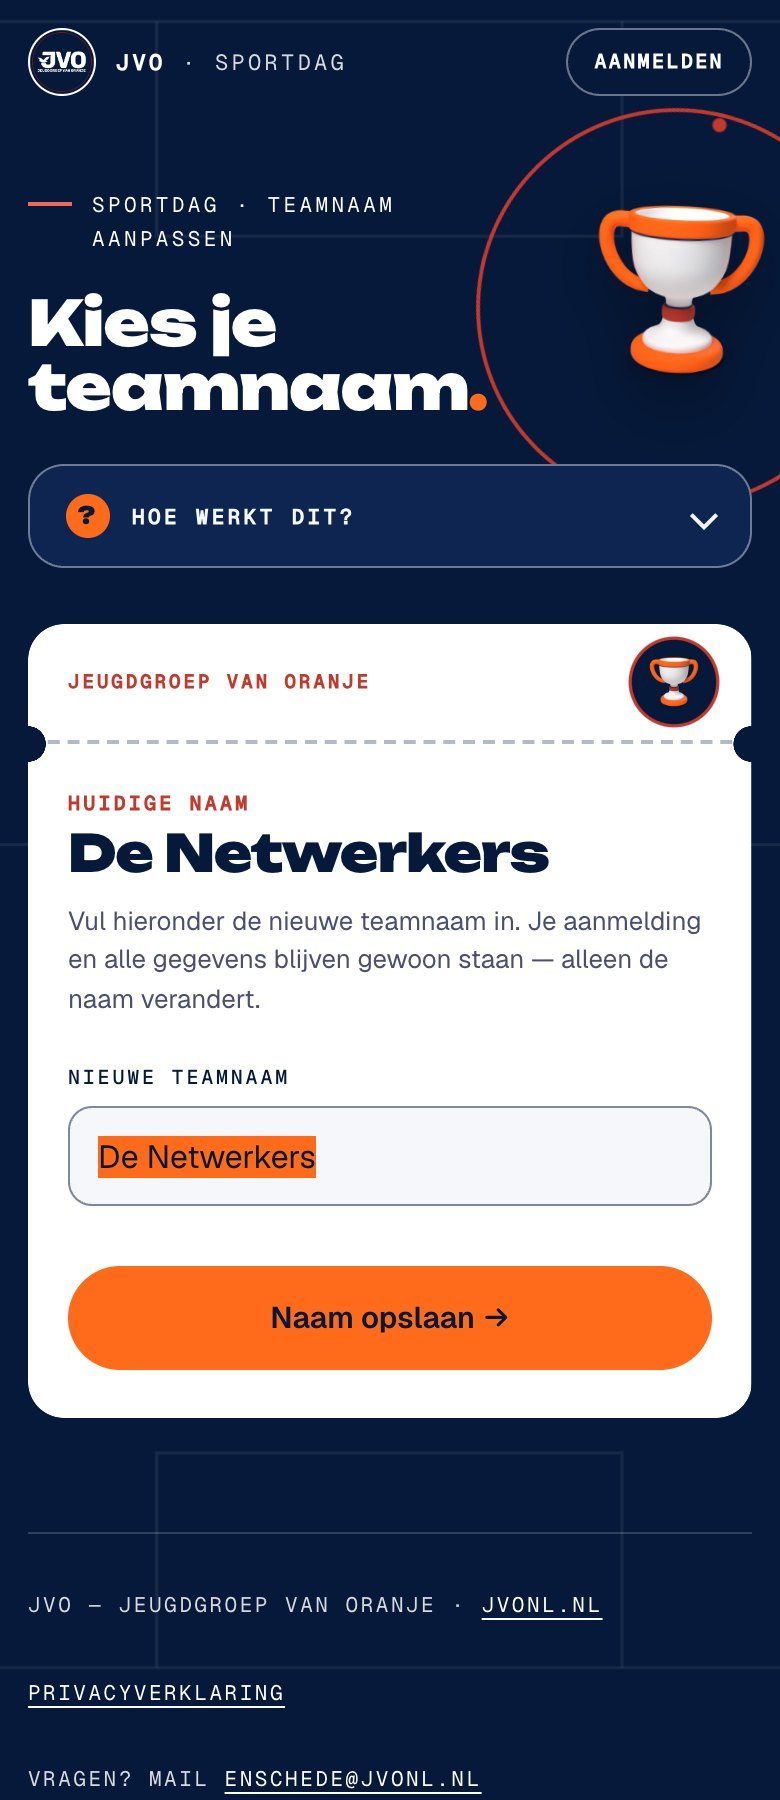 JVO
JVO · SPORTDAG
AANMELDEN
SPORTDAG · TEAMNAAM
AANPASSEN
Kies je
teamnaam.
? HOE WERKT DIT?
JEUGDGROEP VAN ORANJE
HUIDIGE NAAM
De Netwerkers
Vul hieronder de nieuwe teamnaam in. Je aanmelding
en alle gegevens blijven gewoon staan — alleen de
naam verandert.
NIEUWE TEAMNAAM
De Netwerkers
Naam opslaan →
JVO — JEUGDGROEP VAN ORANJE · JVONL.NL
PRIVACYVERKLARING
VRAGEN? MAIL ENSCHEDE@JVONL.NL